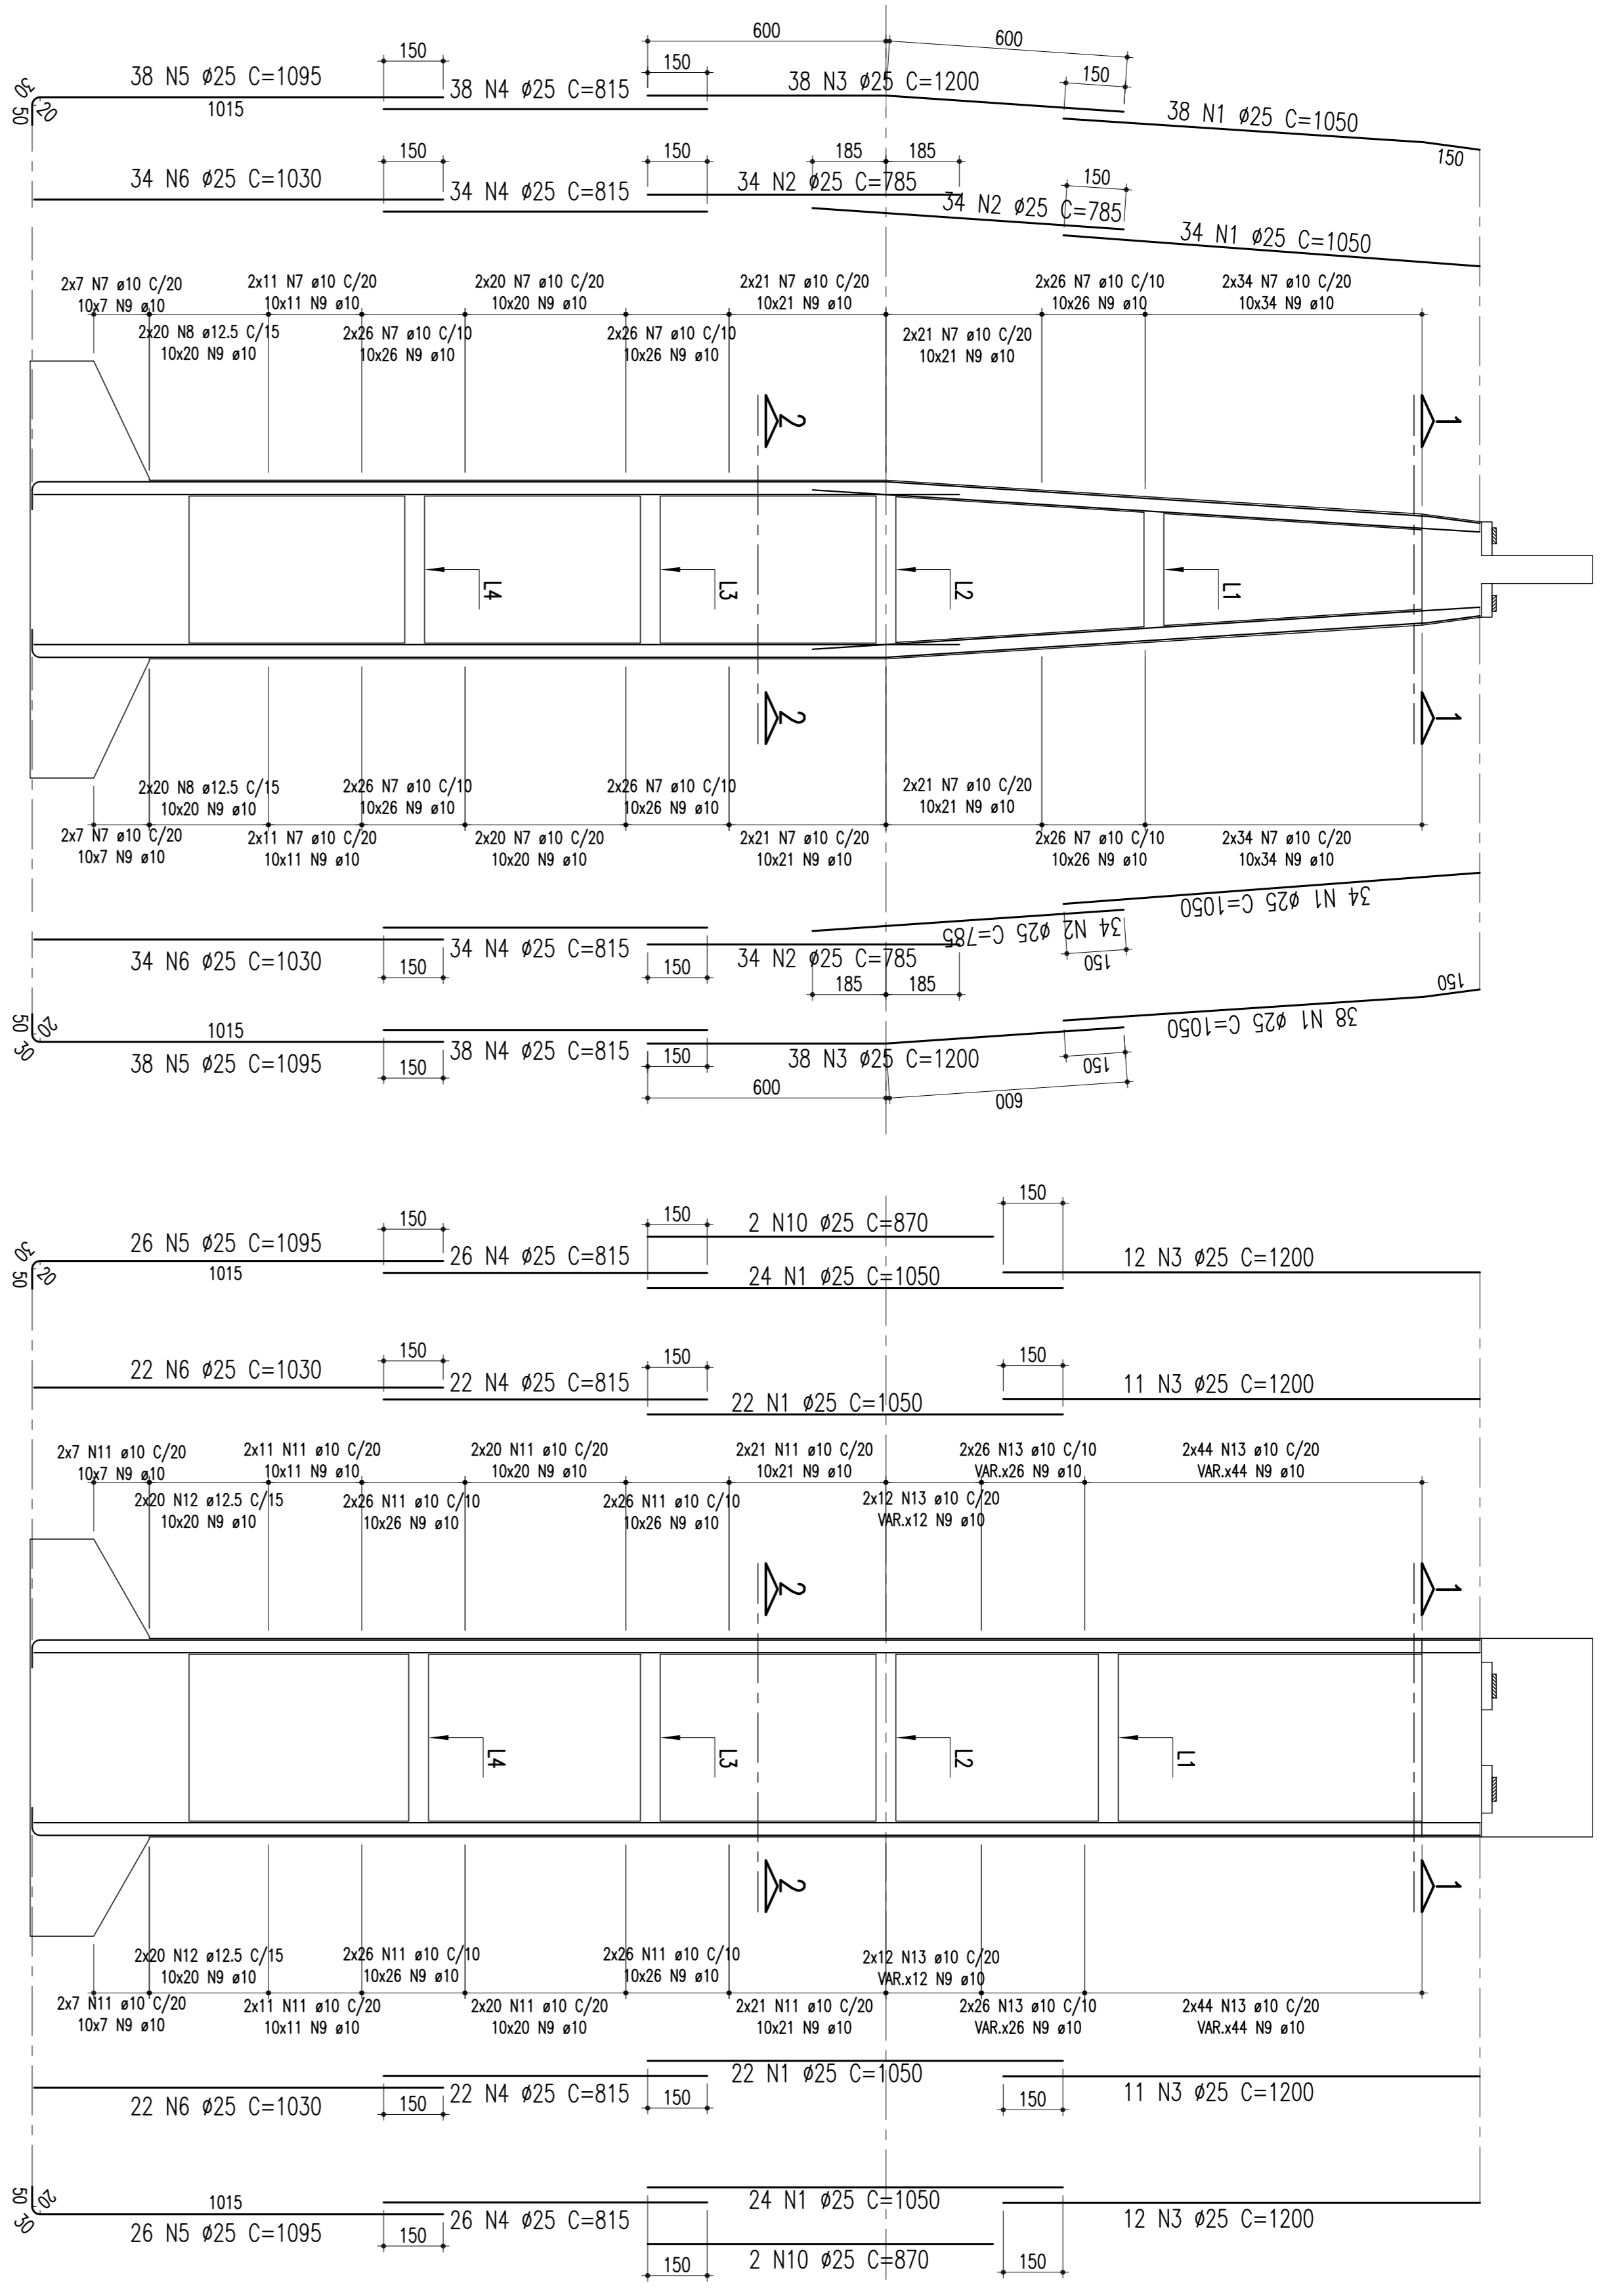 600
600
150
150
150
38 N5 ø25 C=1095
38 N4 ø25 C=815
38 N3 ø25 C=1200
38 N1 ø25 C=1050
30
20
50
1015
150
150
150
185
185
150
34 N6 ø25 C=1030
34 N4 ø25 C=815
34 N2 ø25 C=785
34 N2 ø25 C=785
34 N1 ø25 C=1050
2x7 N7 ø10 C/20
10x7 N9 ø10
2x11 N7 ø10 C/20
10x11 N9 ø10
2x20 N7 ø10 C/20
10x20 N9 ø10
2x21 N7 ø10 C/20
10x21 N9 ø10
2x26 N7 ø10 C/10
10x26 N9 ø10
2x34 N7 ø10 C/20
10x34 N9 ø10
2x20 N8 ø12.5 C/15
10x20 N9 ø10
2x26 N7 ø10 C/10
10x26 N9 ø10
2x26 N7 ø10 C/10
10x26 N9 ø10
2x21 N7 ø10 C/20
10x21 N9 ø10
2
1
L4
L3
L2
L1
2
1
2x20 N8 ø12.5 C/15
10x20 N9 ø10
2x26 N7 ø10 C/10
10x26 N9 ø10
2x26 N7 ø10 C/10
10x26 N9 ø10
2x21 N7 ø10 C/20
10x21 N9 ø10
2x7 N7 ø10 C/20
10x7 N9 ø10
2x11 N7 ø10 C/20
10x11 N9 ø10
2x20 N7 ø10 C/20
10x20 N9 ø10
2x21 N7 ø10 C/20
10x21 N9 ø10
2x26 N7 ø10 C/10
10x26 N9 ø10
2x34 N7 ø10 C/20
10x34 N9 ø10
34 N1 ø25 C=1050
34 N2 ø25 C=785
34 N6 ø25 C=1030
34 N4 ø25 C=815
34 N2 ø25 C=785
150
150
150
185
185
150
38 N1 ø25 C=1050
50
20
30
1015
38 N5 ø25 C=1095
38 N4 ø25 C=815
38 N3 ø25 C=1200
150
150
150
600
600
150
150
150
2 N10 ø25 C=870
26 N5 ø25 C=1095
26 N4 ø25 C=815
12 N3 ø25 C=1200
30
20
50
1015
24 N1 ø25 C=1050
150
150
150
22 N6 ø25 C=1030
22 N4 ø25 C=815
22 N1 ø25 C=1050
11 N3 ø25 C=1200
2x7 N11 ø10 C/20
10x7 N9 ø10
2x11 N11 ø10 C/20
10x11 N9 ø10
2x20 N11 ø10 C/20
10x20 N9 ø10
2x21 N11 ø10 C/20
10x21 N9 ø10
2x26 N13 ø10 C/10
VAR.x26 N9 ø10
2x44 N13 ø10 C/20
VAR.x44 N9 ø10
2x20 N12 ø12.5 C/15
10x20 N9 ø10
2x26 N11 ø10 C/10
10x26 N9 ø10
2x26 N11 ø10 C/10
10x26 N9 ø10
2x12 N13 ø10 C/20
VAR.x12 N9 ø10
2
1
L4
L3
L2
L1
2
1
2x20 N12 ø12.5 C/15
10x20 N9 ø10
2x26 N11 ø10 C/10
10x26 N9 ø10
2x26 N11 ø10 C/10
10x26 N9 ø10
2x12 N13 ø10 C/20
VAR.x12 N9 ø10
2x7 N11 ø10 C/20
10x7 N9 ø10
2x11 N11 ø10 C/20
10x11 N9 ø10
2x20 N11 ø10 C/20
10x20 N9 ø10
2x21 N11 ø10 C/20
10x21 N9 ø10
2x26 N13 ø10 C/10
VAR.x26 N9 ø10
2x44 N13 ø10 C/20
VAR.x44 N9 ø10
22 N6 ø25 C=1030
22 N4 ø25 C=815
22 N1 ø25 C=1050
11 N3 ø25 C=1200
150
150
150
50
20
30
1015
26 N5 ø25 C=1095
26 N4 ø25 C=815
24 N1 ø25 C=1050
12 N3 ø25 C=1200
150
150
2 N10 ø25 C=870
150